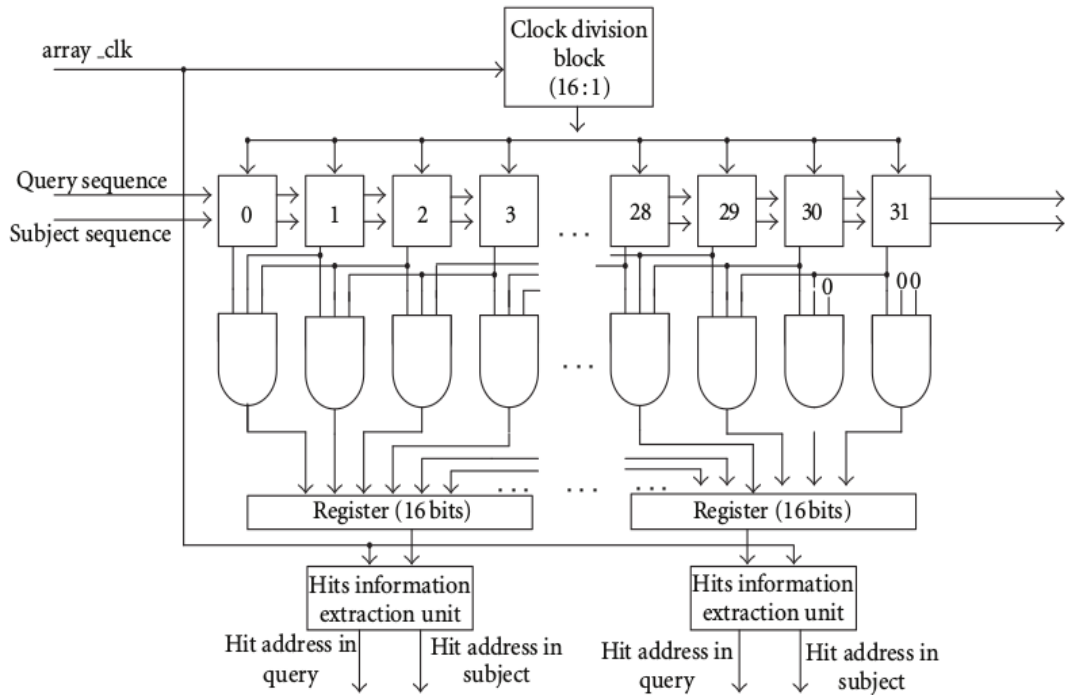 Clock division
block
(16:1)
array _clk
Query sequence
Subject sequence
0
1
2
3
...
28
29
30
31
0
00
...
... ... ...
Register (16 bits)
Register (16 bits)
Hits information
extraction unit
Hits information
extraction unit
Hit address in
query
Hit address in
subject
Hit address in
query
Hit address in
subject